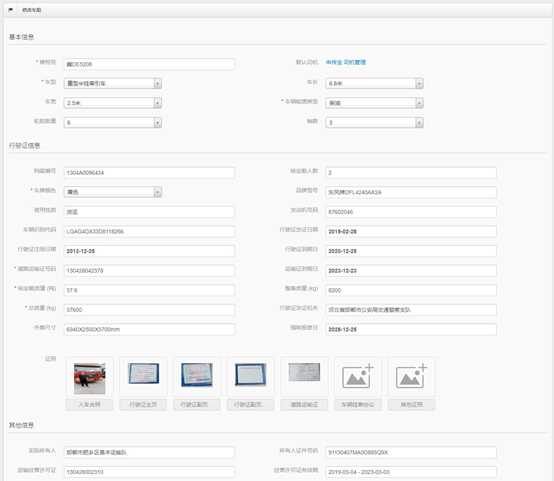 修改车船
基本信息
* 牌照号 冀DE5208 默认司机 申传宝 司机管理
* 车型 重型半挂牵引车 车长 6.8米
车宽 2.5米 * 车辆能源类型 柴油
轮胎数量 6 轴数 3
行驶证信息
档案编号 1304A0096434 核定载人数 2
* 车牌颜色 黄色 品牌型号 东风牌DFL4240AX2A
使用性质 货运 发动机号码 87602046
车辆识别代码 LGAG4DX33D8118266 行驶证发证日期 2019-02-28
行驶证注册日期 2013-12-25 行驶证到期日 2020-12-25
* 道路运输证号码 130428042378 运输证到期日 2023-12-23
* 核定载质量 (吨) 37.6 整备质量 (kg) 8200
* 总质量 (kg) 37600 行驶证发证机关 河北省邯郸市公安局交通警察支队
外廓尺寸 6940X2500X3700mm 强制报废日 2028-12-25
证照
人车合照 行驶证主页 行驶证副页... 行驶证副页... 道路运输证 车辆挂靠协议 其他证照
其他信息
实际所有人 邯郸市肥乡区昌丰运输队 所有人证件号码 91130407MA0D885Q9X
运输经营许可证 130428002310 经营许可证有效期 2019-03-04 - 2023-03-03